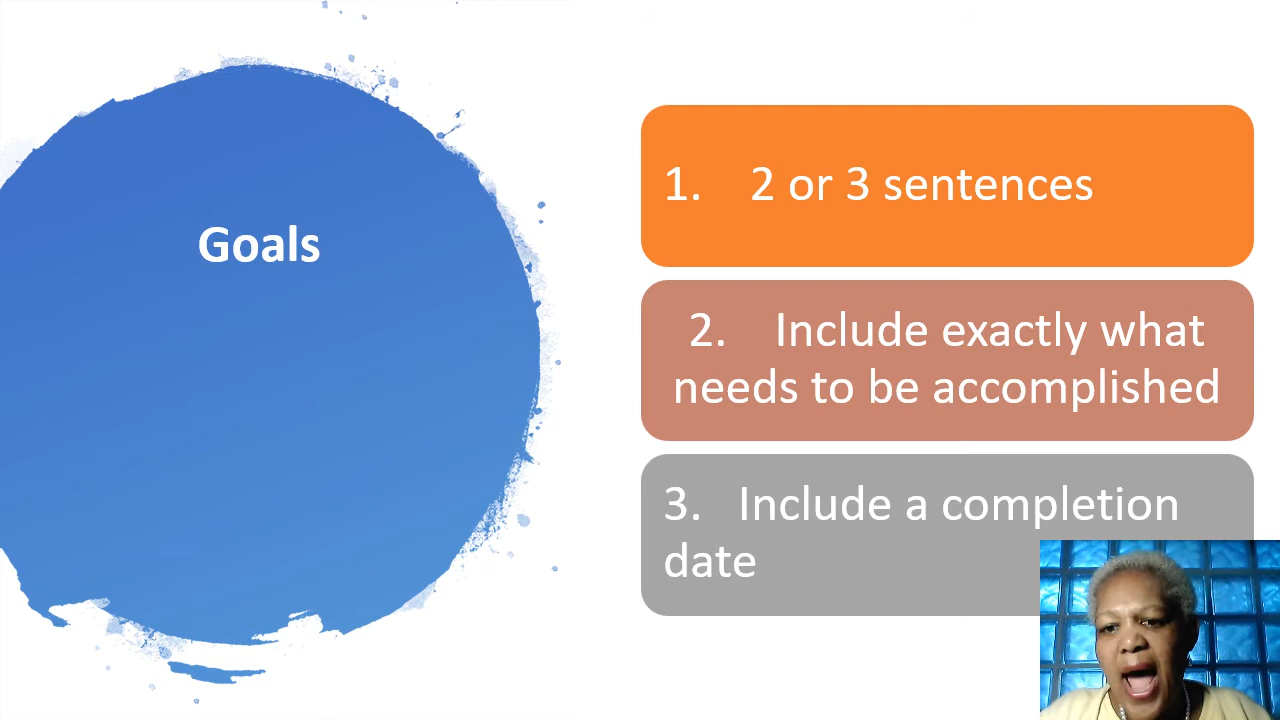 Goals
1. 2 or 3 sentences
2. Include exactly what
needs to be accomplished
3. Include a completion
date